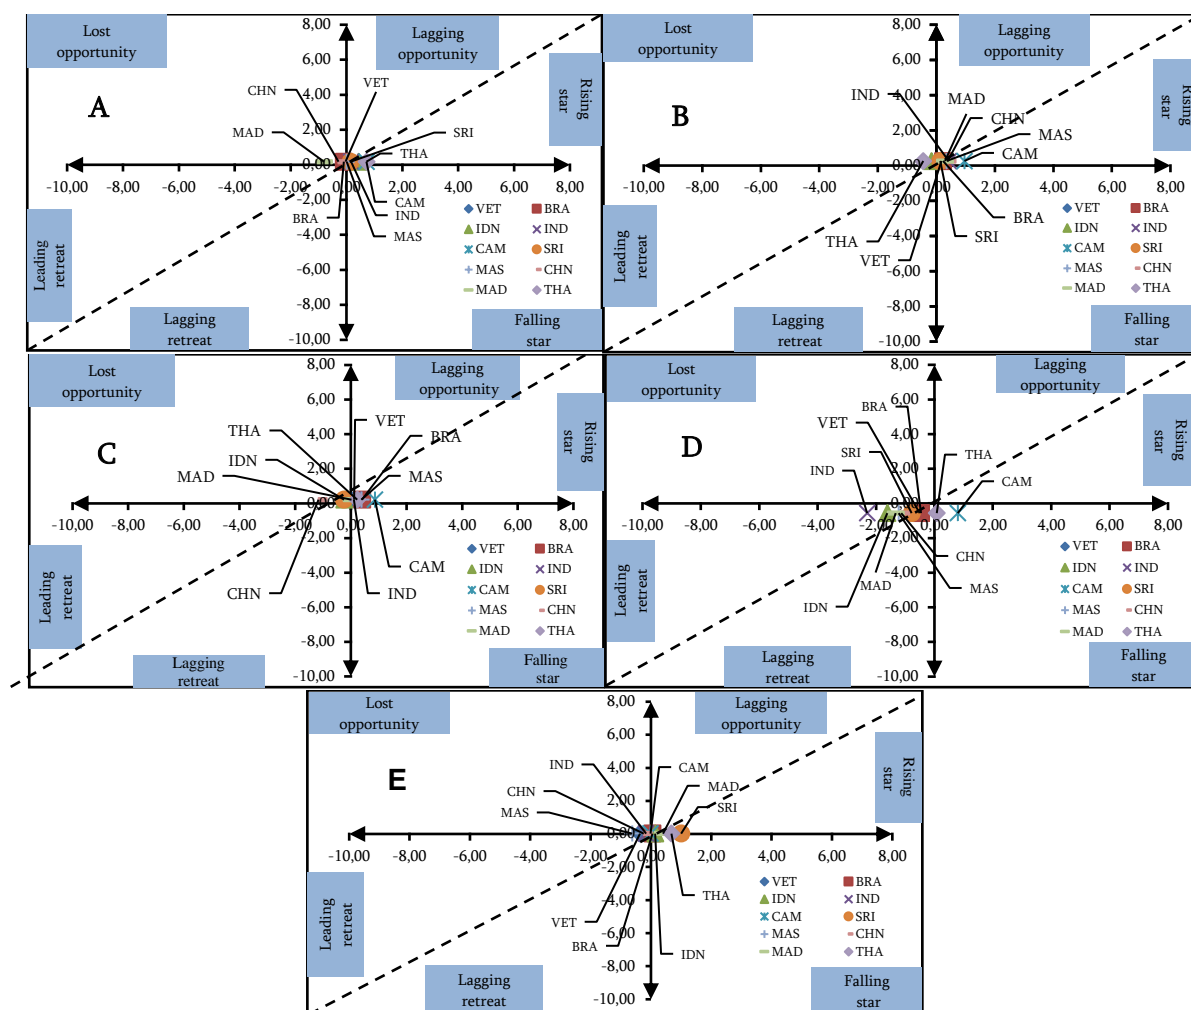 Lost
opportunity
8,00
Lagging
opportunity
6,00
Rising
star
4,00
2,00
0,00
A
CHN
VET
MAD
SRI
THA
CAM
IND
BRA
MAS
-10,00 -8,00 -6,00 -4,00 -2,00 0,00 2,00 4,00 6,00 8,00
-2,00
-4,00
-6,00
-8,00
-10,00
VET BRA
IDN IND
CAM SRI
MAS CHN
MAD THA
Leading
retreat
Lagging
retreat
Falling
star
Lost
opportunity
8,00
Lagging
opportunity
6,00
Rising
star
4,00
2,00
0,00
B
IND
MAD
CHN
MAS
CAM
BRA
THA
SRI
VET
-10,00 -8,00 -6,00 -4,00 -2,00 0,00 2,00 4,00 6,00 8,00
-2,00
-4,00
-6,00
-8,00
-10,00
VET BRA
IDN IND
CAM SRI
MAS CHN
MAD THA
Leading
retreat
Lagging
retreat
Falling
star
Lost
opportunity
8,00
Lagging
opportunity
6,00
Rising
star
4,00
2,00
0,00
C
VET
THA
BRA
IDN
MAD
MAS
CAM
CHN
IND
-10,00 -8,00 -6,00 -4,00 -2,00 0,00 2,00 4,00 6,00 8,00
-2,00
-4,00
-6,00
-8,00
-10,00
VET BRA
IDN IND
CAM SRI
MAS CHN
MAD THA
Leading
retreat
Lagging
retreat
Falling
star
Lost
opportunity
8,00
Lagging
opportunity
6,00
Rising
star
4,00
2,00
0,00
D
BRA
VET
SRI
THA
IND
CAM
CHN
MAD
MAS
IDN
-10,00 -8,00 -6,00 -4,00 -2,00 0,00 2,00 4,00 6,00 8,00
-2,00
-4,00
-6,00
-8,00
-10,00
VET BRA
IDN IND
CAM SRI
MAS CHN
MAD THA
Leading
retreat
Lagging
retreat
Falling
star
Lost
opportunity
8,00
Lagging
opportunity
6,00
Rising
star
4,00
2,00
0,00
E
IND
CAM
CHN
MAD
MAS
SRI
THA
VET
BRA
IDN
-10,00 -8,00 -6,00 -4,00 -2,00 0,00 2,00 4,00 6,00 8,00
-2,00
-4,00
-6,00
-8,00
-10,00
VET BRA
IDN IND
CAM SRI
MAS CHN
MAD THA
Leading
retreat
Lagging
retreat
Falling
star